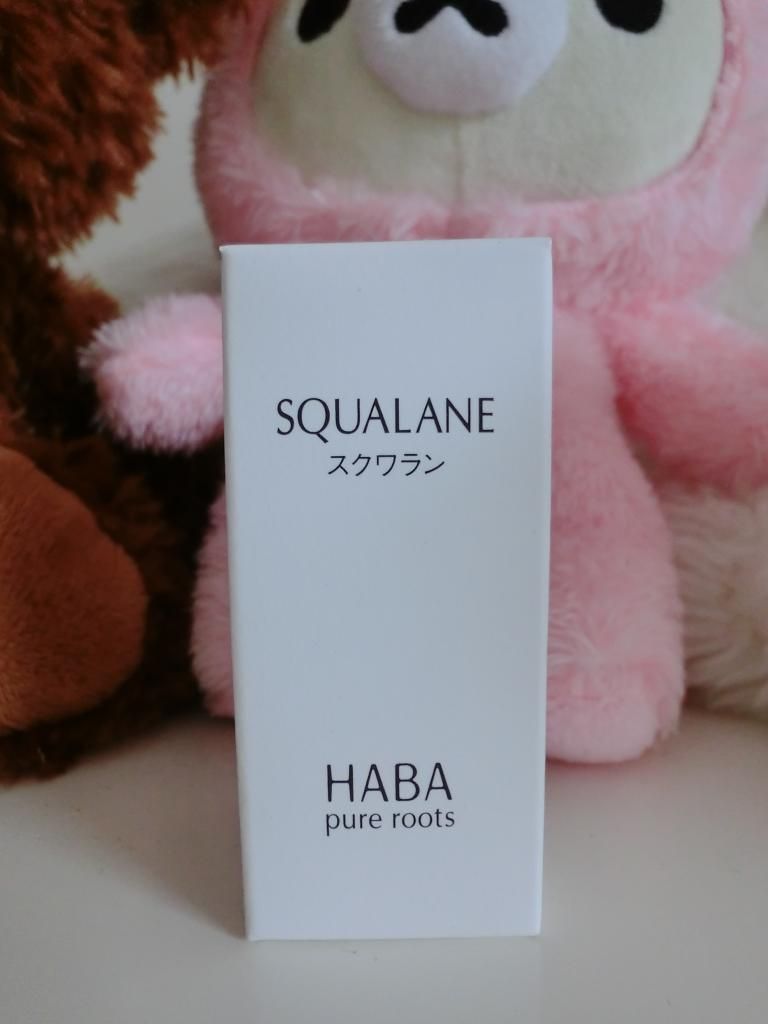 SQUALANE
スクワラン
HABA
pure roots